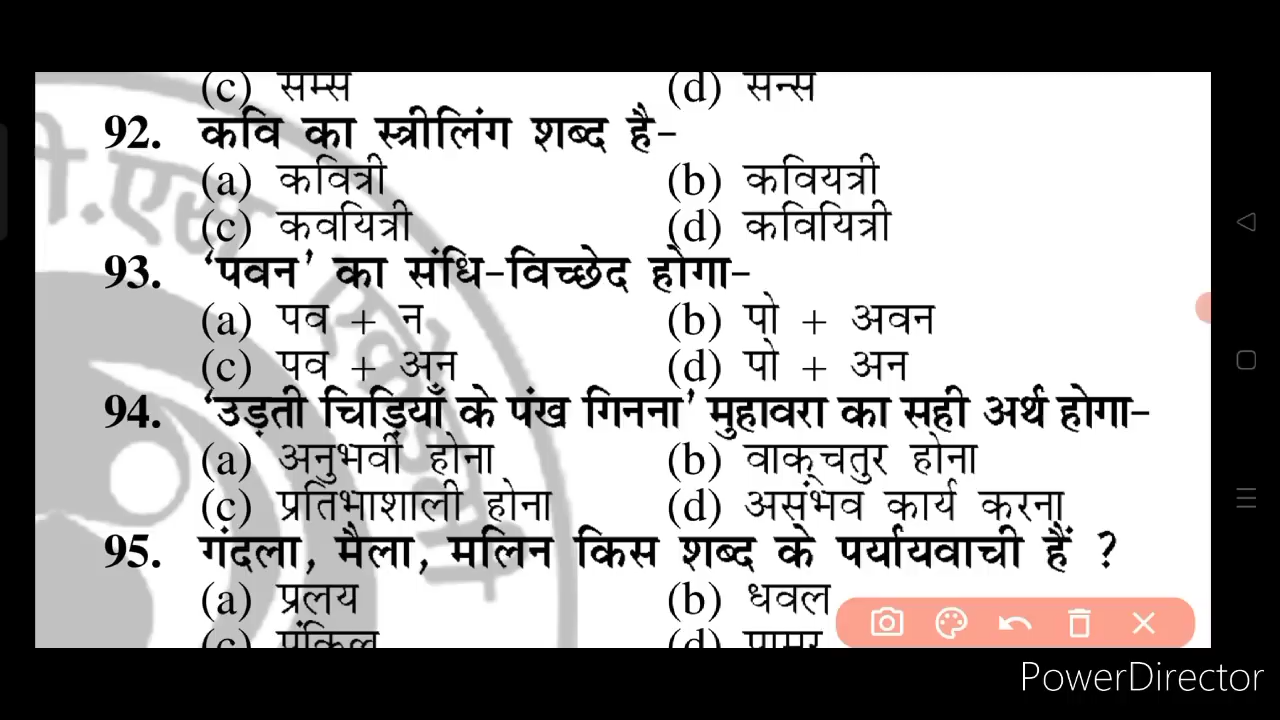 (c) सम्स (d) सन्स
92. कवि का स्त्रीलिंग शब्द है-
(a) कवित्री (b) कवियत्री
(c) कवयित्री (d) कवियित्री
93. 'पवन' का संधि-विच्छेद होगा-
(a) पव + न (b) पो + अवन
(c) पव + अन (d) पो + अन
94. 'उड़ती चिड़ियाँ के पंख गिनना' मुहावरा का सही अर्थ होगा-
(a) अनुभवी होना (b) वाक्चतुर होना
(c) प्रतिभाशाली होना (d) असंभव कार्य करना
95. गंदला, मैला, मलिन किस शब्द के पर्यायवाची हैं ?
(a) प्रलय (b) धवल
(c) पंकिल (d) पामर
PowerDirector